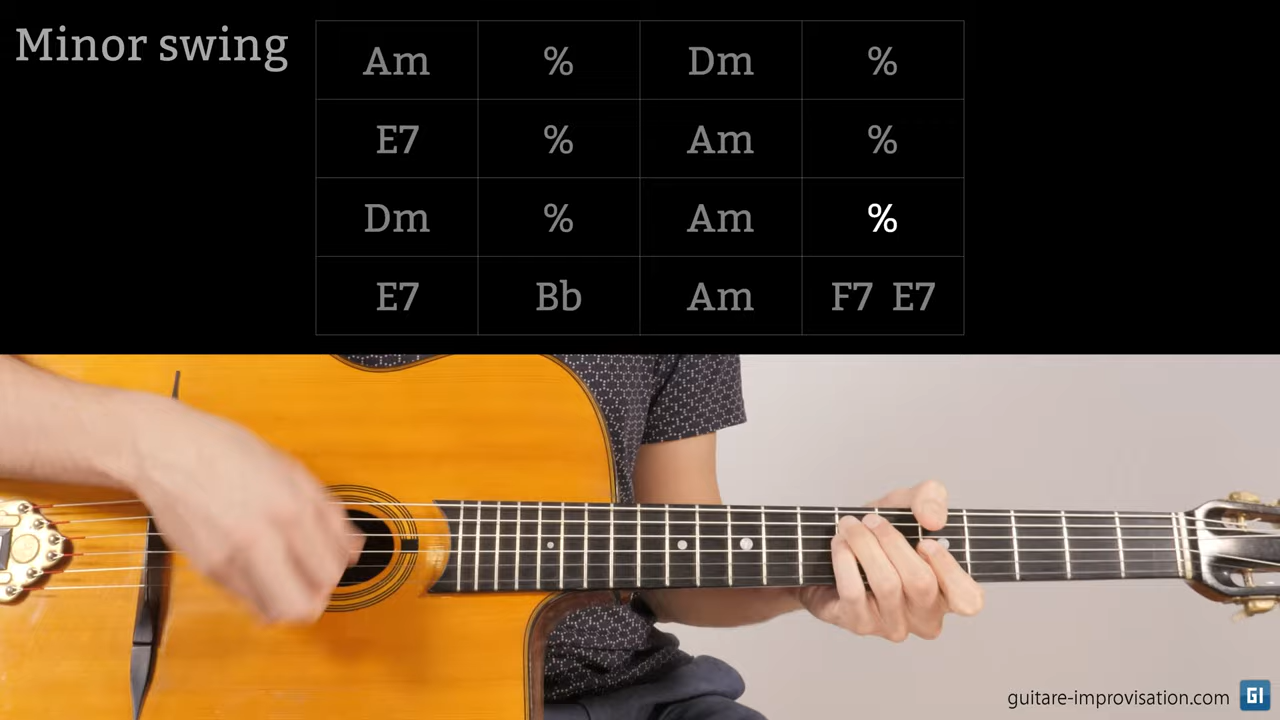 Minor swing
Am % Dm %
E7 % Am %
Dm % Am %
E7 Bb Am F7 E7
guitare-improvisation.com GI